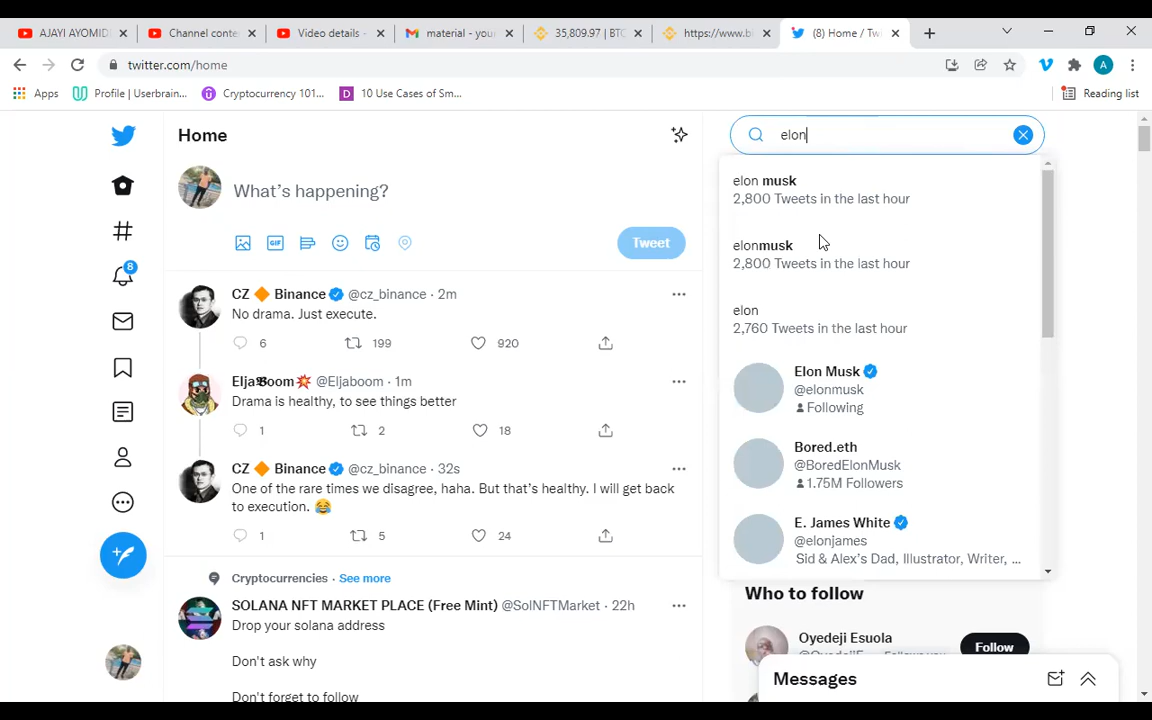 AJAYI AYOMID
Channel conte
Video details -
material - you
35,809.97 | BTC
https://www.bi
(8) Home / Tw
twitter.com/home
A
Apps
Profile | Userbrain...
Cryptocurrency 101...
10 Use Cases of Sm...
Reading list
Home
elon
What's happening?
GIF
Tweet
8
elon musk
2,800 Tweets in the last hour
elonmusk
2,800 Tweets in the last hour
elon
2,760 Tweets in the last hour
Elon Musk
@elonmusk
Following
Bored.eth
@BoredElonMusk
1.75M Followers
E. James White
@elonjames
Sid & Alex's Dad, Illustrator, Writer, ...
CZ 🔶 Binance @cz_binance · 2m
No drama. Just execute.
6 199 920
Elja Boom💥 @Eljaboom · 1m
Drama is healthy, to see things better
1 2 18
CZ 🔶 Binance @cz_binance · 32s
One of the rare times we disagree, haha. But that's healthy. I will get back
to execution. 😂
1 5 24
Cryptocurrencies · See more
SOLANA NFT MARKET PLACE (Free Mint) @SolNFTMarket · 22h
Drop your solana address
Don't ask why
Don't forget to follow
Who to follow
Oyedeji Esuola
Follow
Messages